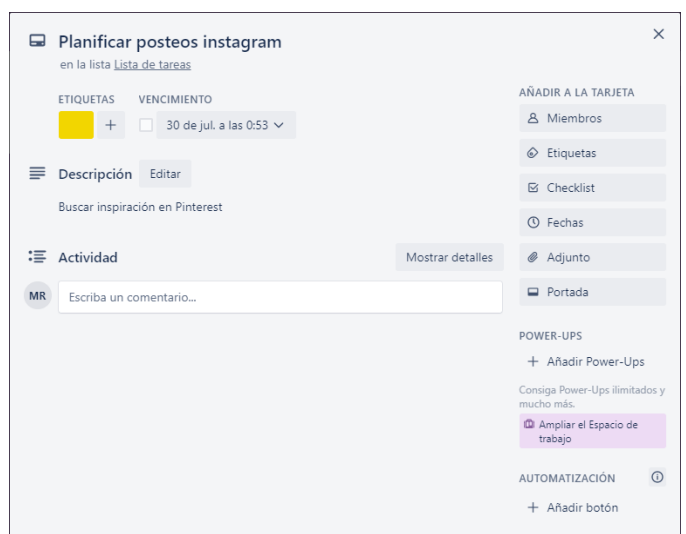 Planificar posteos instagram
en la lista Lista de tareas
ETIQUETAS
VENCIMIENTO
30 de jul. a las 0:53
Descripción
Editar
Buscar inspiración en Pinterest
Actividad
Mostrar detalles
MR
Escriba un comentario...
AÑADIR A LA TARJETA
Miembros
Etiquetas
Checklist
Fechas
Adjunto
Portada
POWER-UPS
+ Añadir Power-Ups
Consiga Power-Ups ilimitados y
mucho más.
Ampliar el Espacio de
trabajo
AUTOMATIZACIÓN
+ Añadir botón